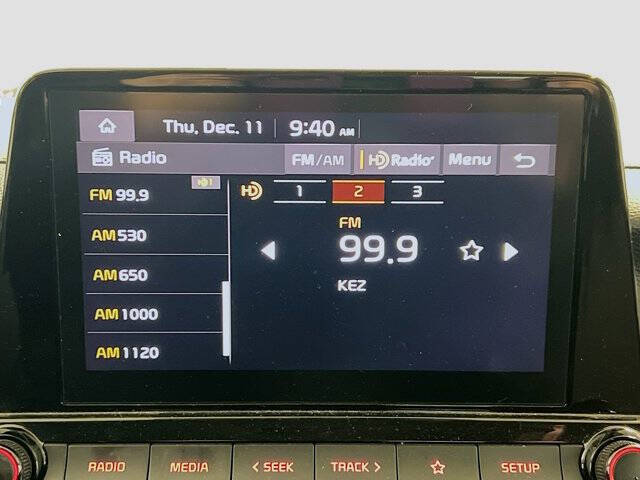 Thu, Dec. 11 9:40 AM
Radio FM/AM HD Radio Menu
FM 99.9 HD1
HD 1 2 3
AM 530
FM
99.9
AM 650
KEZ
AM 1000
AM 1120
RADIO MEDIA < SEEK TRACK > SETUP